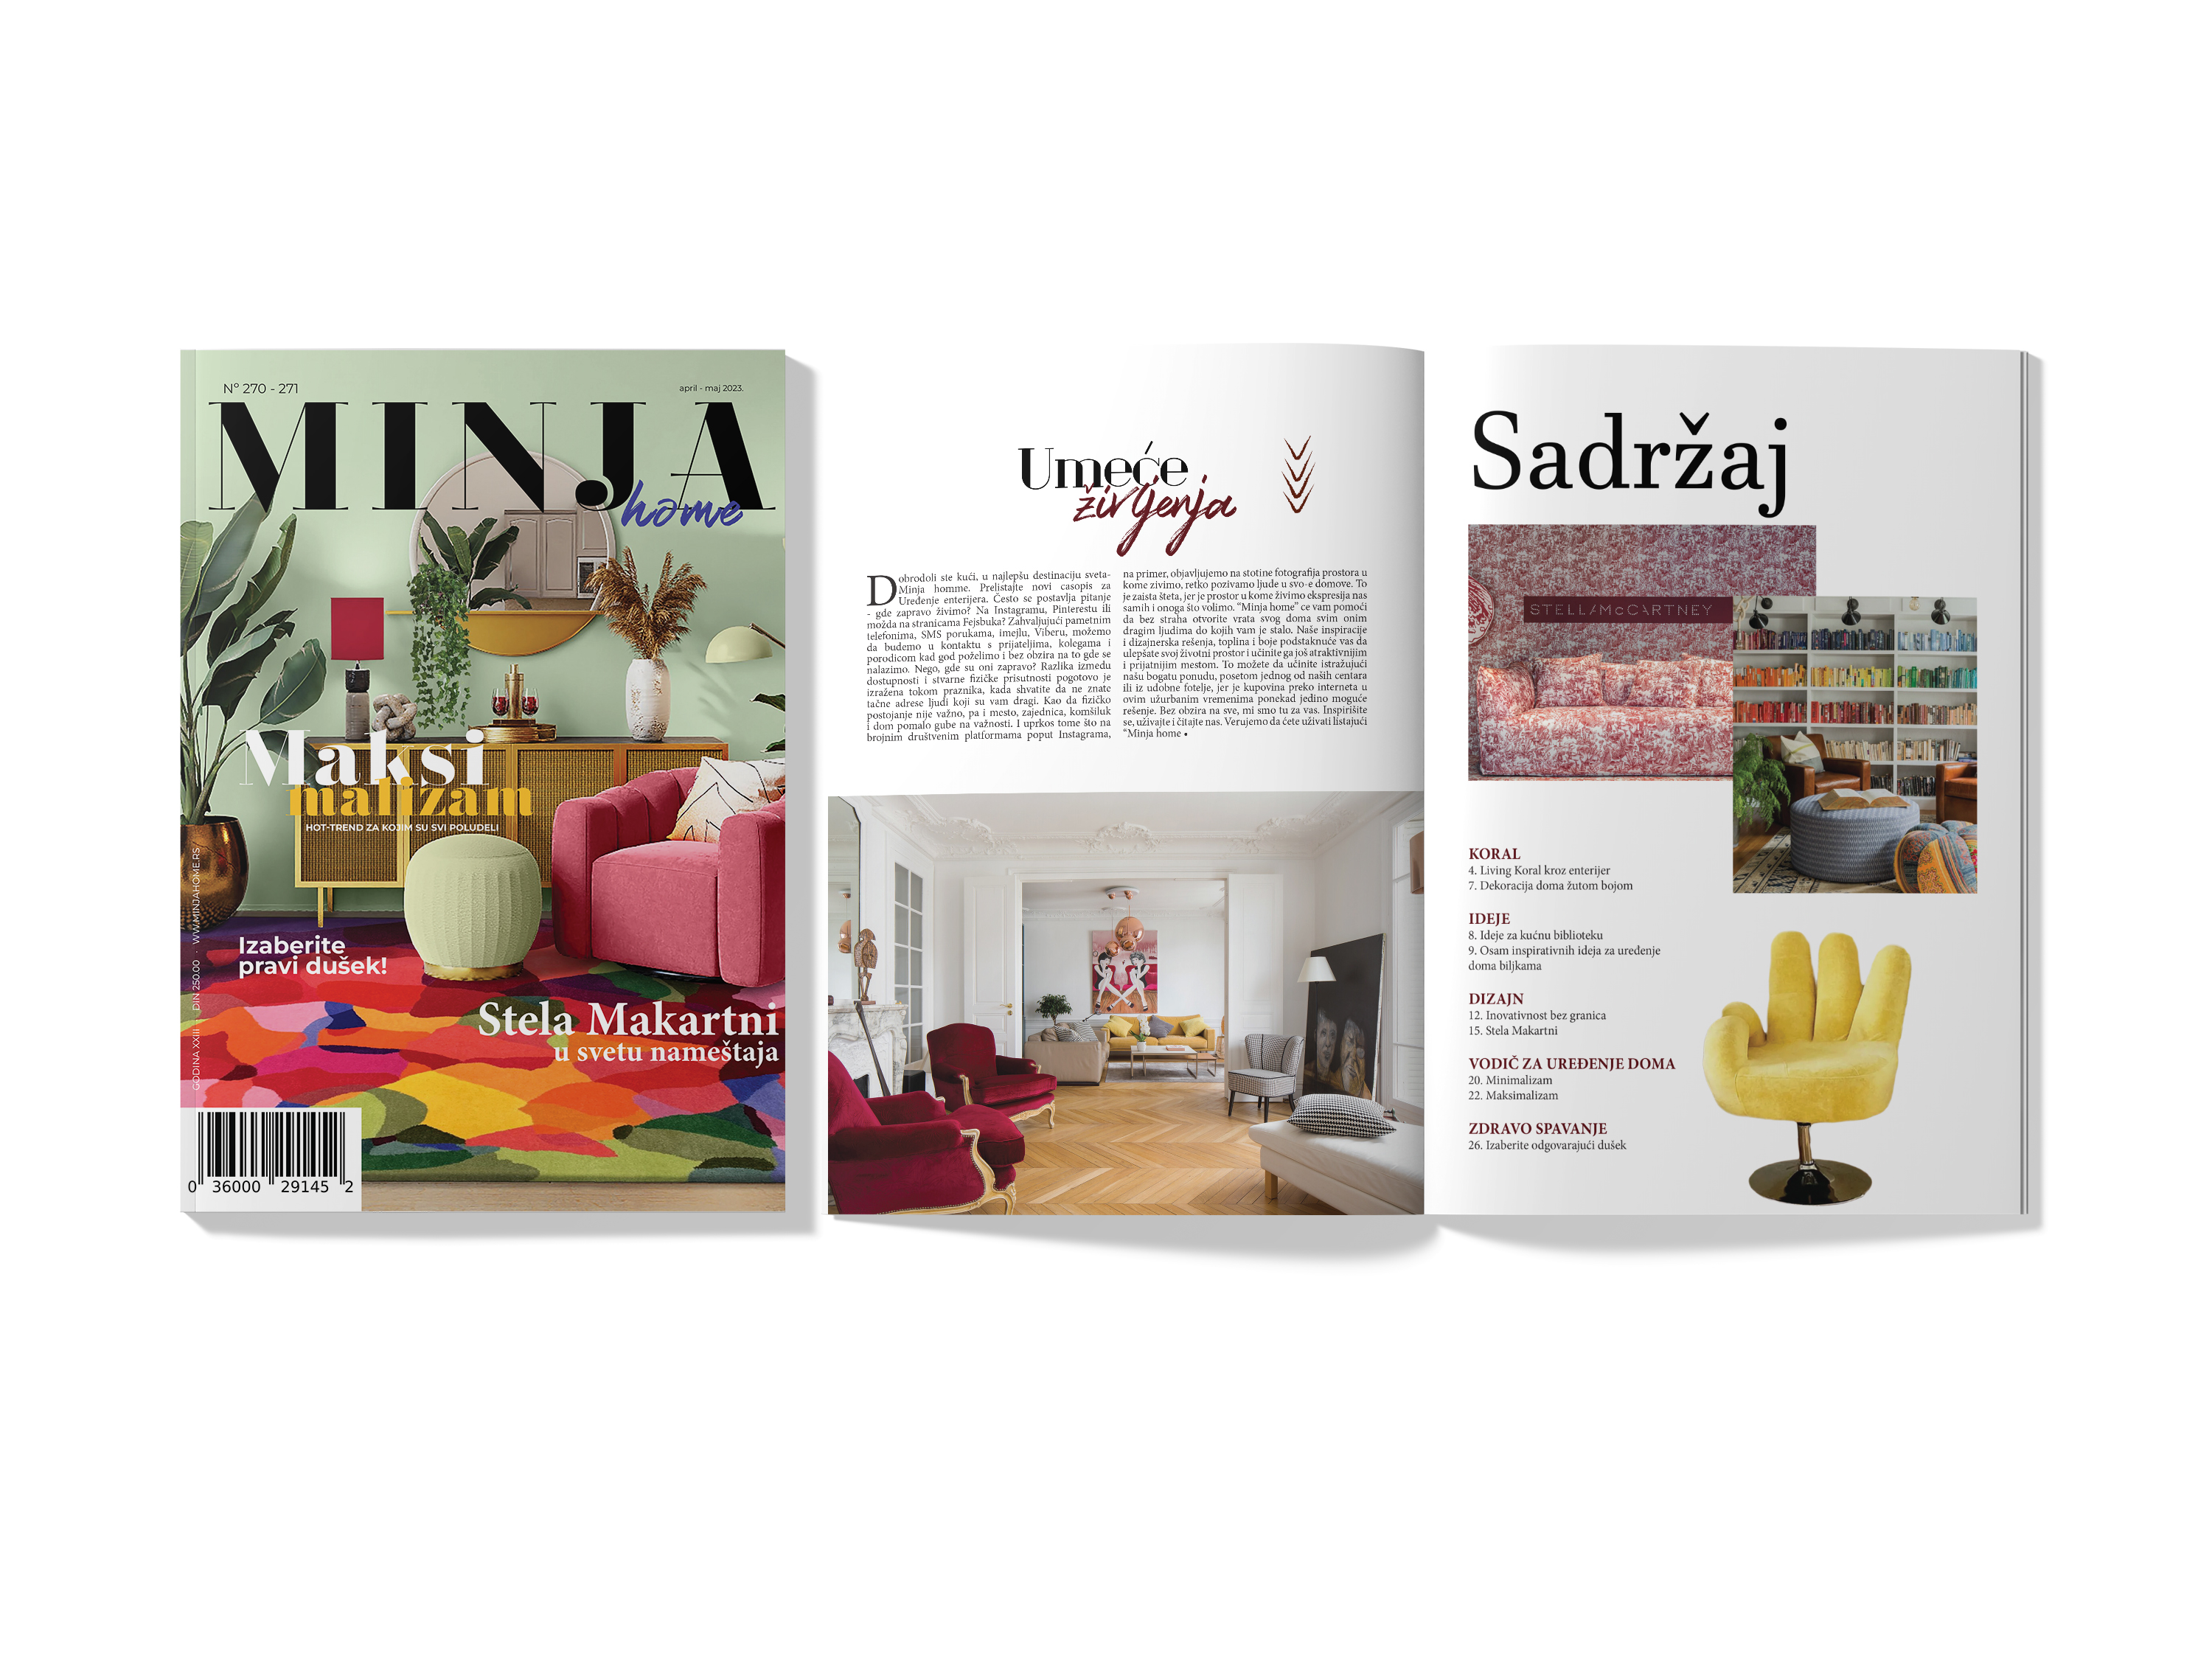 Nº 270 - 271
april - maj 2023.
MINJA
home
Maksi
malizam
HOT-TREND ZA KOJIM SU SVI POLUDELI
Izaberite
pravi dušek!
Stela Makartni
u svetu nameštaja
GODINA XXIII DIN 250.00 · WWW.MINJAHOME.RS
0 36000 29145 2
Umeće
življenja
Dobrodoli ste kući, u najlepšu destinaciju sveta-
Minja homme. Prelistajte novi casopis za
Uređenje enterijera. Često se postavlja pitanje
- gde zapravo živimo? Na Instagramu, Pinterestu ili
možda na stranicama Fejsbuka? Zahvaljujući pametnim
telefonima, SMS porukama, imejlu, Viberu, možemo
da budemo u kontaktu s prijateljima, kolegama i
porodicom kad god poželimo i bez obzira na to gde se
nalazimo. Nego, gde su oni zapravo? Razlika između
dostupnosti i stvarne fizičke prisutnosti pogotovo je
izražena tokom praznika, kada shvatite da ne znate
tačne adrese ljudi koji su vam dragi. Kao da fizičko
postojanje nije važno, pa i mesto, zajednica, komšiluk
i dom pomalo gube na važnosti. I uprkos tome što na
brojnim društvenim platformama poput Instagrama,
na primer, objavljujemo na stotine fotografija prostora u
kome zivimo, retko pozivamo ljude u svo-e domove. To
je zaista šteta, jer je prostor u kome živimo ekspresija nas
samih i onoga što volimo. “Minja home” ce vam pomoći
da bez straha otvorite vrata svog doma svim onim
dragim ljudima do kojih vam je stalo. Naše inspiracije
i dizajnerska rešenja, toplina i boje podstaknuće vas da
ulepšate svoj životni prostor i učinite ga još atraktivnijim
i prijatnijim mestom. To možete da učinite istražujući
našu bogatu ponudu, posetom jednog od naših centara
ili iz udobne fotelje, jer je kupovina preko interneta u
ovim užurbanim vremenima ponekad jedino moguće
rešenje. Bez obzira na sve, mi smo tu za vas. Inspirišite
se, uživajte i čitajte nas. Verujemo da ćete uživati listajući
“Minja home •
Sadržaj
STELLA McCARTNEY
KORAL
4. Living Koral kroz enterijer
7. Dekoracija doma žutom bojom
IDEJE
8. Ideje za kućnu biblioteku
9. Osam inspirativnih ideja za uređenje
doma biljkama
DIZAJN
12. Inovativnost bez granica
15. Stela Makartni
VODIČ ZA UREĐENJE DOMA
20. Minimalizam
22. Maksimalizam
ZDRAVO SPAVANJE
26. Izaberite odgovarajući dušek